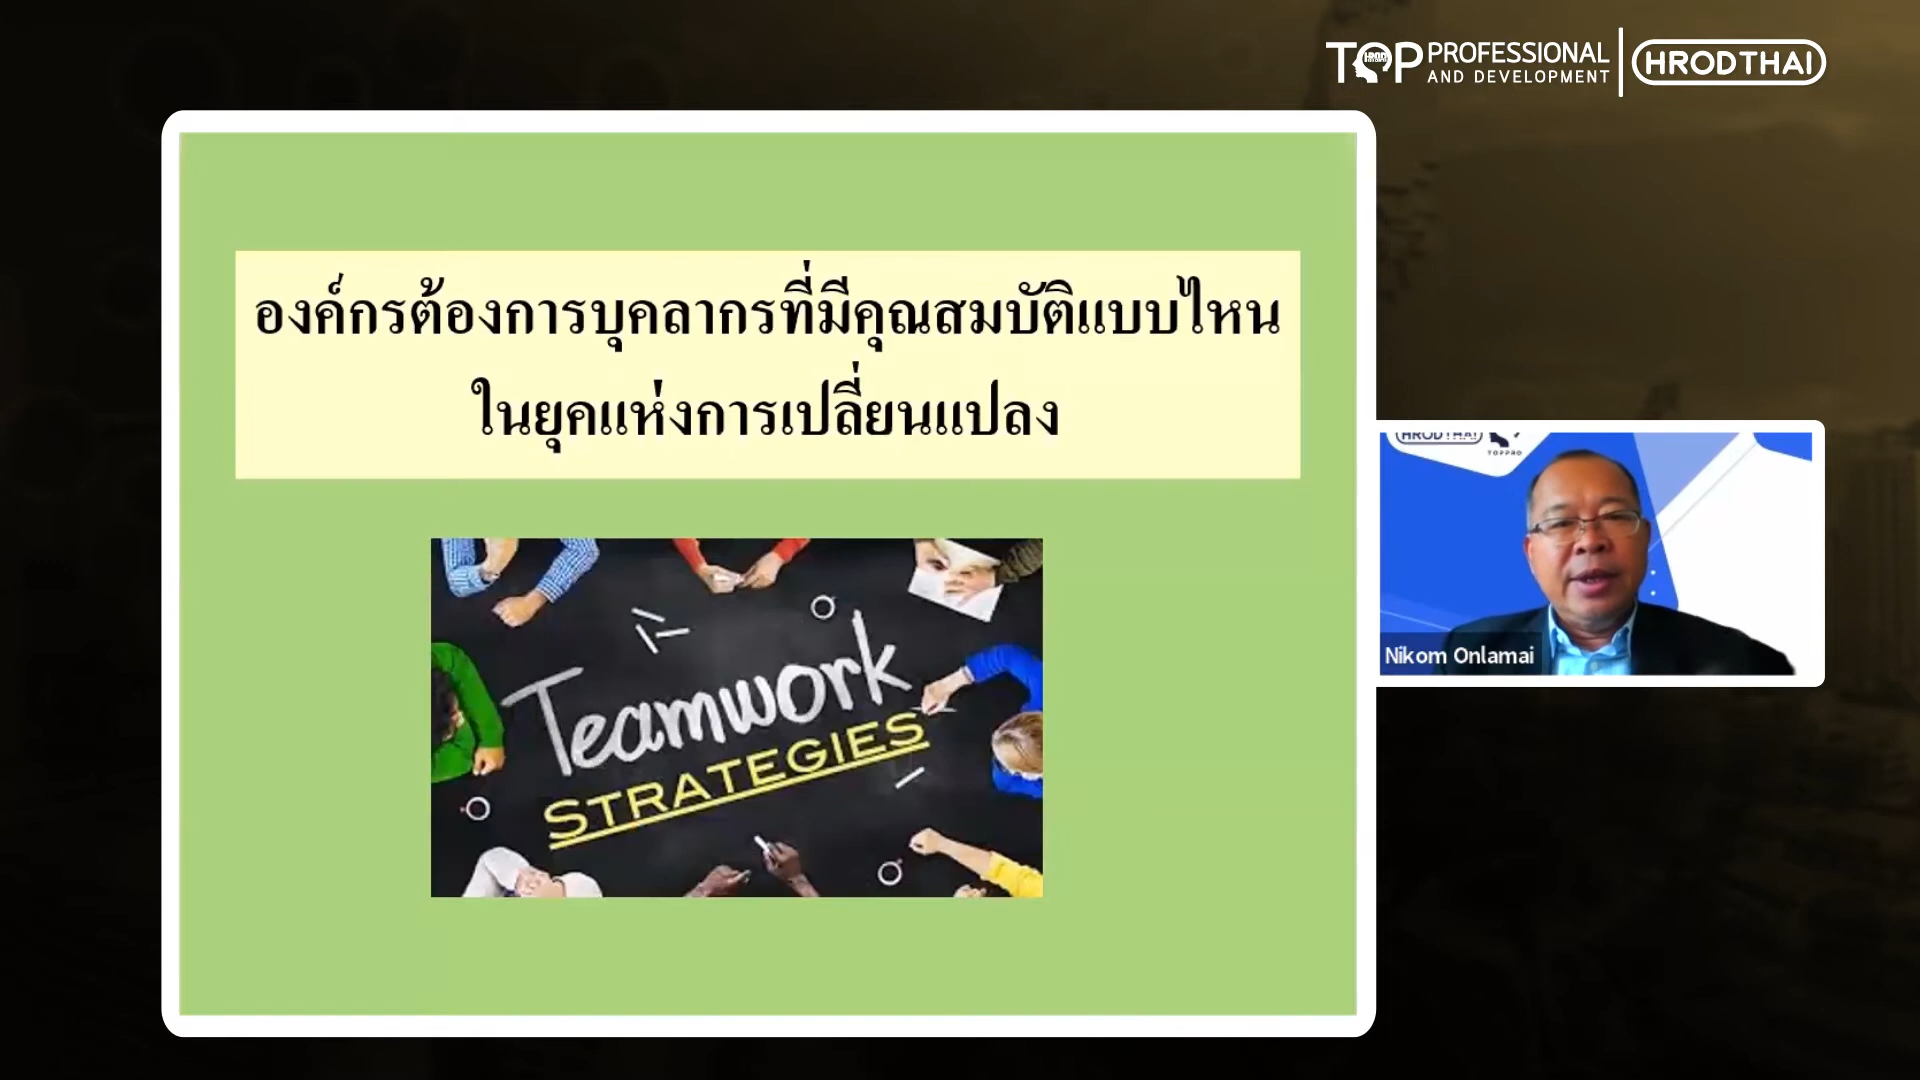 TOP PROFESSIONAL AND DEVELOPMENT
HRODTHAI
องค์กรต้องการบุคลากรที่มีคุณสมบัติแบบไหน
ในยุคแห่งการเปลี่ยนแปลง
Teamwork
STRATEGIES
HRODTHAI
TOPPRO
Nikom Onlamai